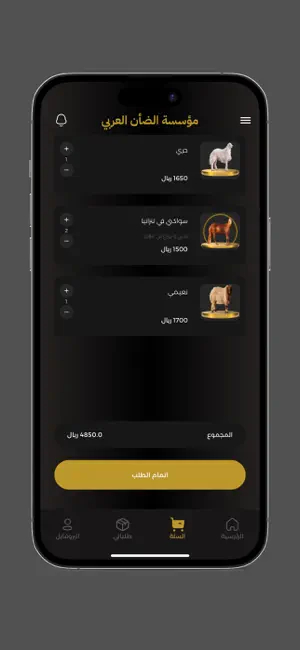 مؤسسة الضأن العربي
حري
+
1
−
1650 ريال
سواكني في تنزانيا
+
2
−
1500 ريال
نعيمي
+
1
−
1700 ريال
المجموع
4850.0 ريال
اتمام الطلب
الرئيسية
السلة
طلباتي
البروفايل